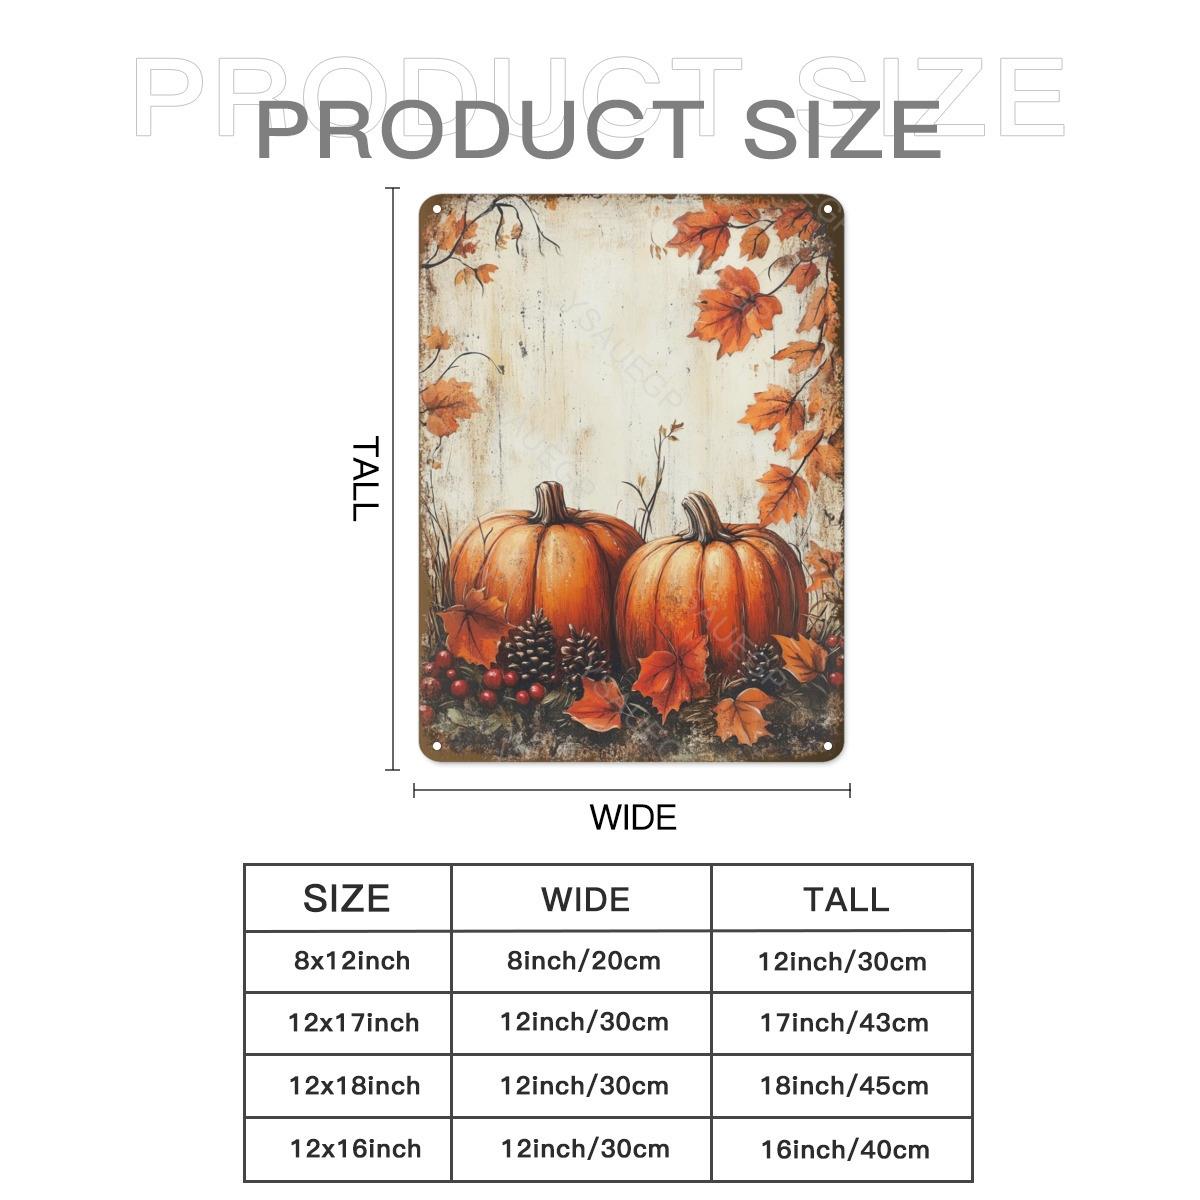 PRODUCT SIZE
PRODUCT SIZE
TALL
WIDE
SIZE WIDE TALL
8x12inch 8inch/20cm 12inch/30cm
12x17inch 12inch/30cm 17inch/43cm
12x18inch 12inch/30cm 18inch/45cm
12x16inch 12inch/30cm 16inch/40cm